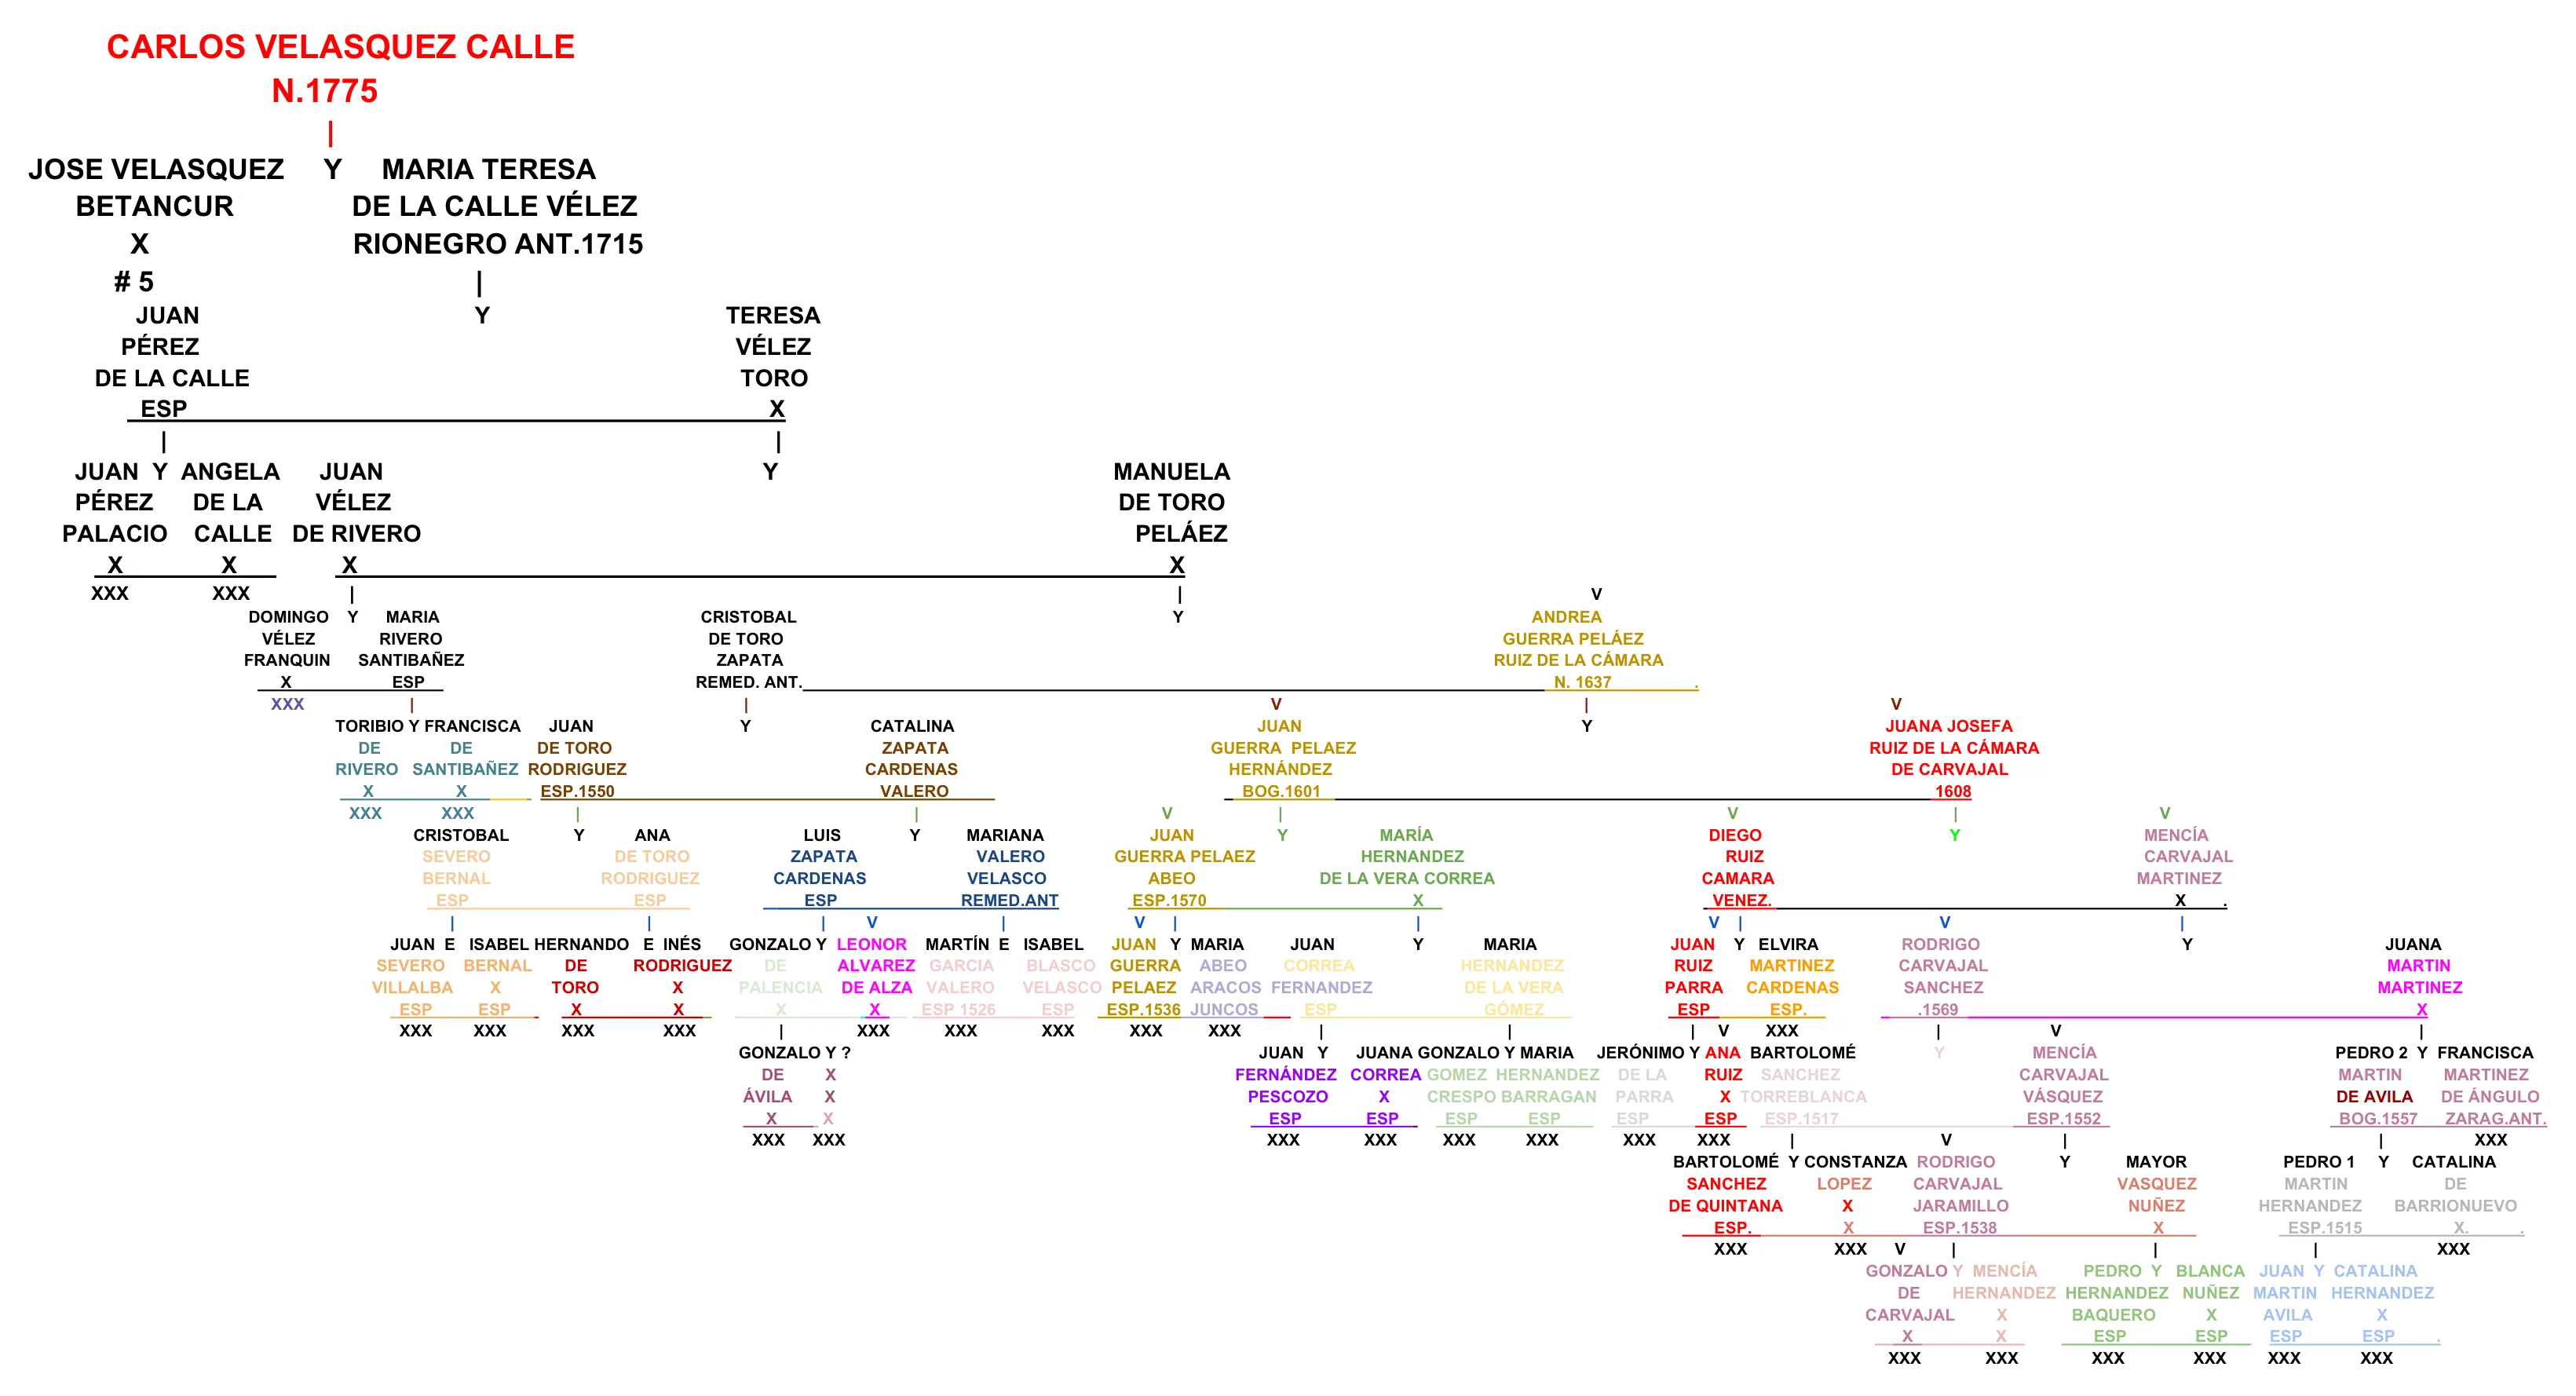 CARLOS VELASQUEZ CALLE
N.1775
|
JOSE VELASQUEZ Y MARIA TERESA
BETANCUR DE LA CALLE VÉLEZ
X RIONEGRO ANT.1715
# 5 |
JUAN Y TERESA
PÉREZ VÉLEZ
DE LA CALLE TORO
ESP X
| |
JUAN Y ANGELA JUAN Y MANUELA
PÉREZ DE LA VÉLEZ DE TORO
PALACIO CALLE DE RIVERO PELÁEZ
X X X X
XXX XXX | | V
DOMINGO Y MARIA CRISTOBAL Y ANDREA
VÉLEZ RIVERO DE TORO GUERRA PELÁEZ
FRANQUIN SANTIBAÑEZ ZAPATA RUIZ DE LA CÁMARA
X ESP REMED. ANT. N. 1637 .
XXX | | V | V
TORIBIO Y FRANCISCA JUAN Y CATALINA JUAN Y JUANA JOSEFA
DE DE DE TORO ZAPATA GUERRA PELAEZ RUIZ DE LA CÁMARA
RIVERO SANTIBAÑEZ RODRIGUEZ CARDENAS HERNÁNDEZ DE CARVAJAL
X X ESP.1550 VALERO BOG.1601 1608
XXX XXX | | V | V | V
CRISTOBAL Y ANA LUIS Y MARIANA JUAN Y MARÍA DIEGO Y MENCÍA
SEVERO DE TORO ZAPATA VALERO GUERRA PELAEZ HERNANDEZ RUIZ CARVAJAL
BERNAL RODRIGUEZ CARDENAS VELASCO ABEO DE LA VERA CORREA CAMARA MARTINEZ
ESP ESP ESP REMED.ANT ESP.1570 X VENEZ. X .
| | | V | V | | V | V |
JUAN E ISABEL HERNANDO E INÉS GONZALO Y LEONOR MARTÍN E ISABEL JUAN Y MARIA JUAN Y MARIA JUAN Y ELVIRA RODRIGO Y JUANA
SEVERO BERNAL DE RODRIGUEZ DE ALVAREZ GARCIA BLASCO GUERRA ABEO CORREA HERNANDEZ RUIZ MARTINEZ CARVAJAL MARTIN
VILLALBA X TORO X PALENCIA DE ALZA VALERO VELASCO PELAEZ ARACOS FERNANDEZ DE LA VERA PARRA CARDENAS SANCHEZ MARTINEZ
ESP ESP X X X X ESP 1526 ESP ESP.1536 JUNCOS ESP GÓMEZ ESP ESP. .1569 X
XXX XXX XXX XXX | XXX XXX XXX XXX XXX | | | V XXX | V |
GONZALO Y ? JUAN Y JUANA GONZALO Y MARIA JERÓNIMO Y ANA BARTOLOMÉ Y MENCÍA PEDRO 2 Y FRANCISCA
DE X FERNÁNDEZ CORREA GOMEZ HERNANDEZ DE LA RUIZ SANCHEZ CARVAJAL MARTIN MARTINEZ
ÁVILA X PESCOZO X CRESPO BARRAGAN PARRA X TORREBLANCA VÁSQUEZ DE AVILA DE ÁNGULO
X X ESP ESP ESP ESP ESP ESP ESP.1517 ESP.1552 BOG.1557 ZARAG.ANT.
XXX XXX XXX XXX XXX XXX XXX XXX | V | | XXX
BARTOLOMÉ Y CONSTANZA RODRIGO Y MAYOR PEDRO 1 Y CATALINA
SANCHEZ LOPEZ CARVAJAL VASQUEZ MARTIN DE
DE QUINTANA X JARAMILLO NUÑEZ HERNANDEZ BARRIONUEVO
ESP. X ESP.1538 X ESP.1515 X. .
XXX XXX V | | | XXX
GONZALO Y MENCÍA PEDRO Y BLANCA JUAN Y CATALINA
DE HERNANDEZ HERNANDEZ NUÑEZ MARTIN HERNANDEZ
CARVAJAL X BAQUERO X AVILA X
X X ESP ESP ESP ESP .
XXX XXX XXX XXX XXX XXX